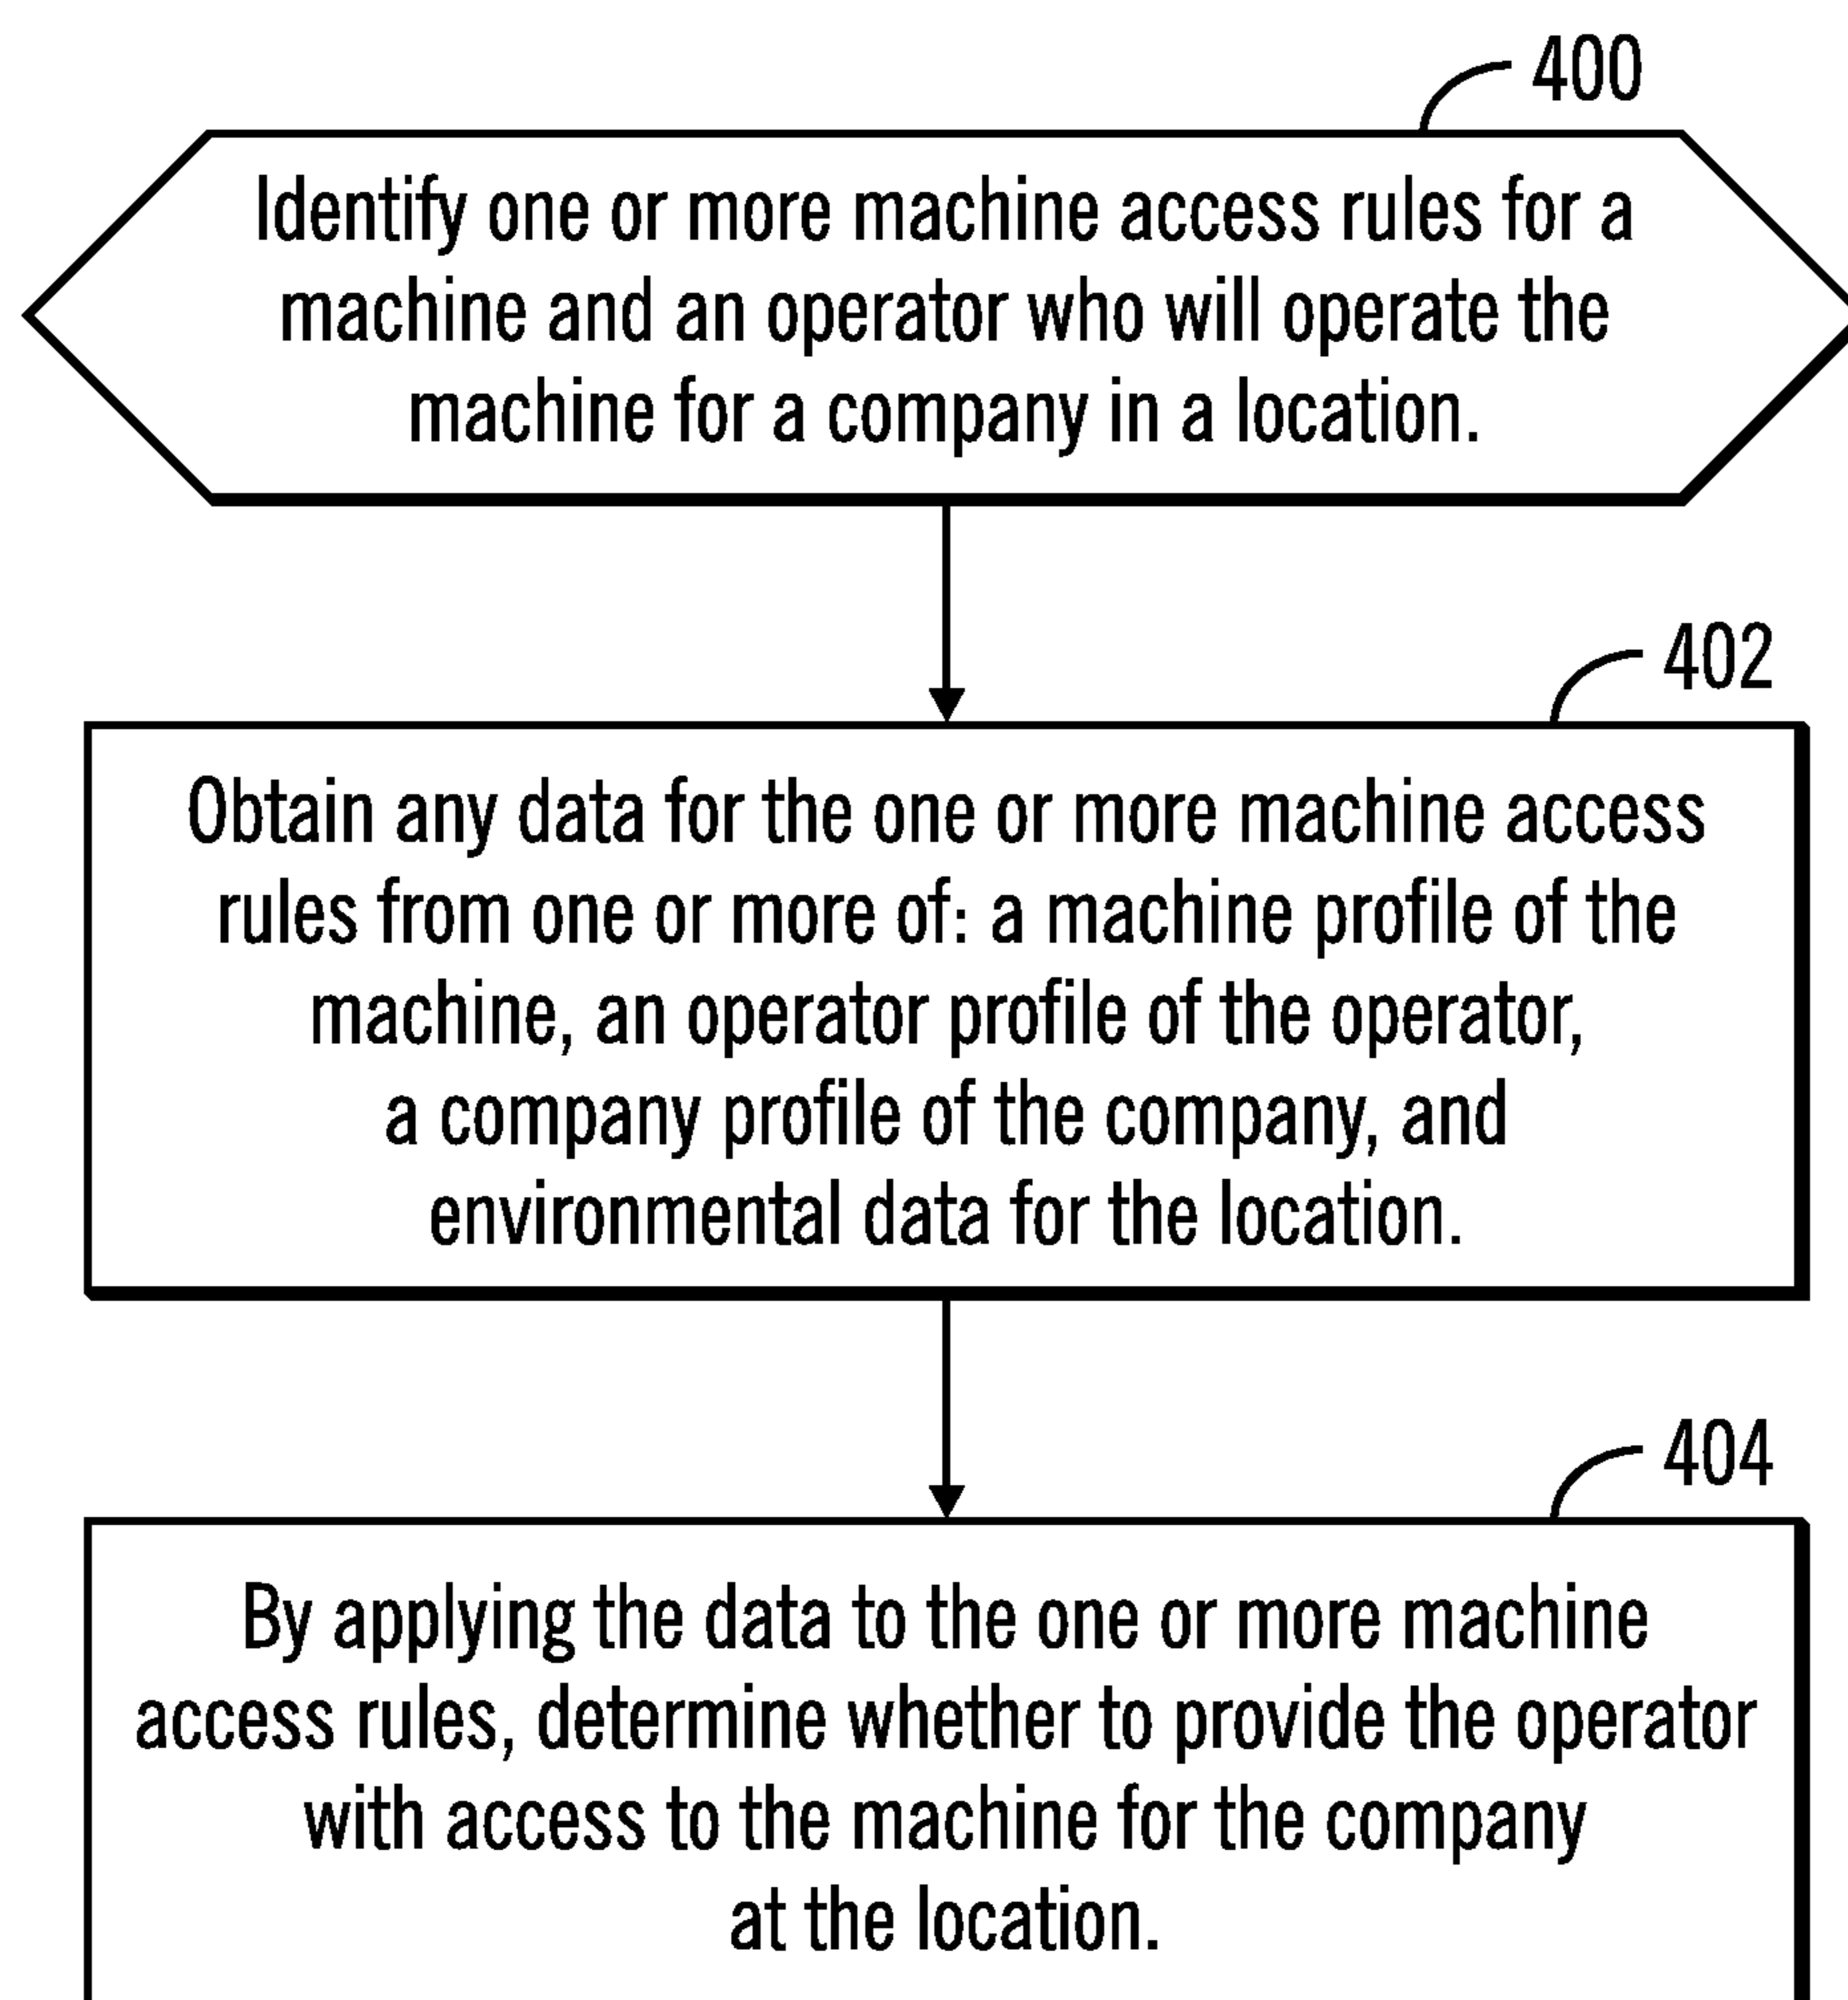 400
Identify one or more machine access rules for a
machine and an operator who will operate the
machine for a company in a location.
402
Obtain any data for the one or more machine access
rules from one or more of: a machine profile of the
machine, an operator profile of the operator,
a company profile of the company, and
environmental data for the location.
404
By applying the data to the one or more machine
access rules, determine whether to provide the operator
with access to the machine for the company
at the location.